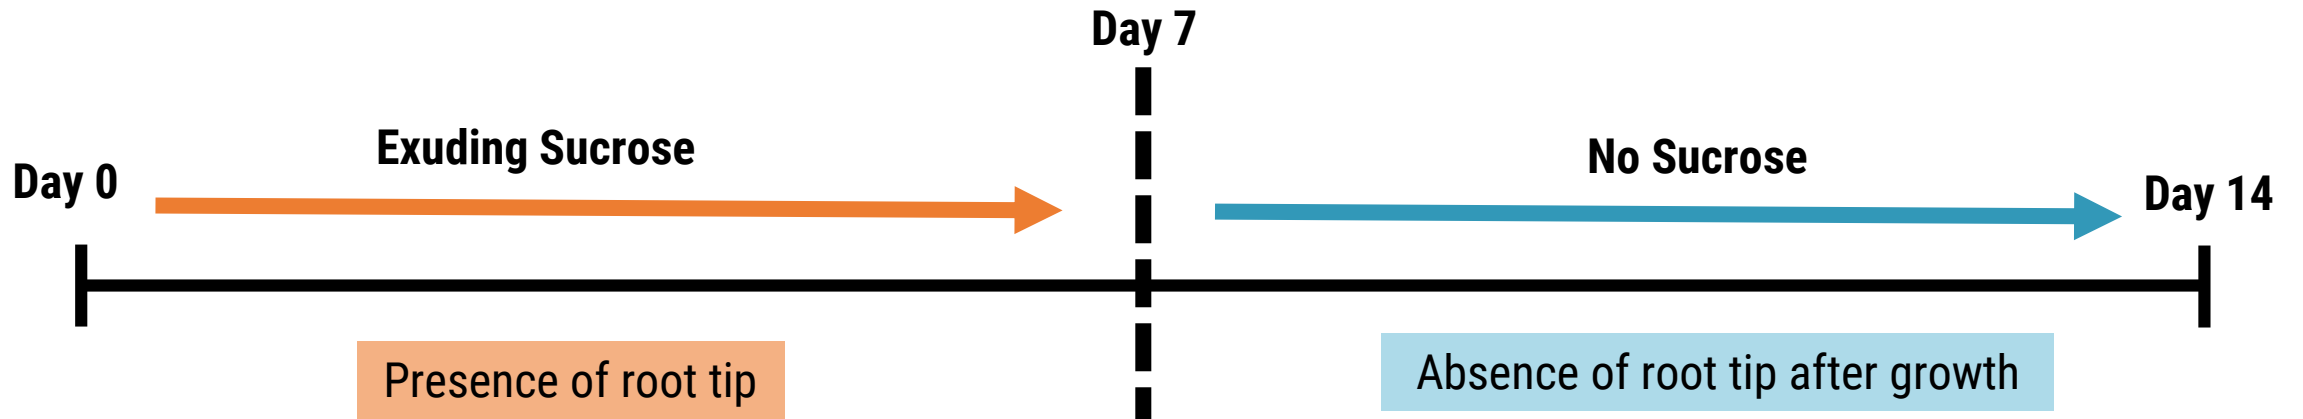 Day 7
Exuding Sucrose
No Sucrose
Day 0
Day 14
Presence of root tip
Absence of root tip after growth